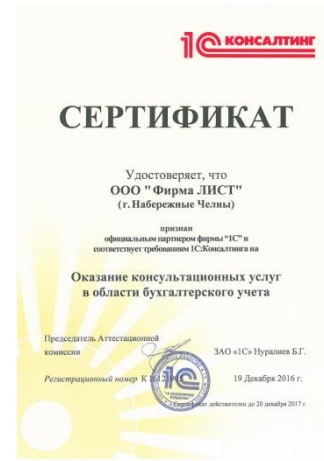 1С КОНСАЛТИНГ
СЕРТИФИКАТ
Удостоверяет, что
ООО "Фирма ЛИСТ"
(г. Набережные Челны)
признан
официальным партнером фирмы “1С” и
соответствует требованиям 1С:Консалтинга на
Оказание консультационных услуг
в области бухгалтерского учета
Председатель Аттестационной
комиссии
ЗАО «1С» Нуралиев Б.Г.
Регистрационный номер
19 Декабря 2016 г.
Сертификат действителен до 20 декабря 2017 г.